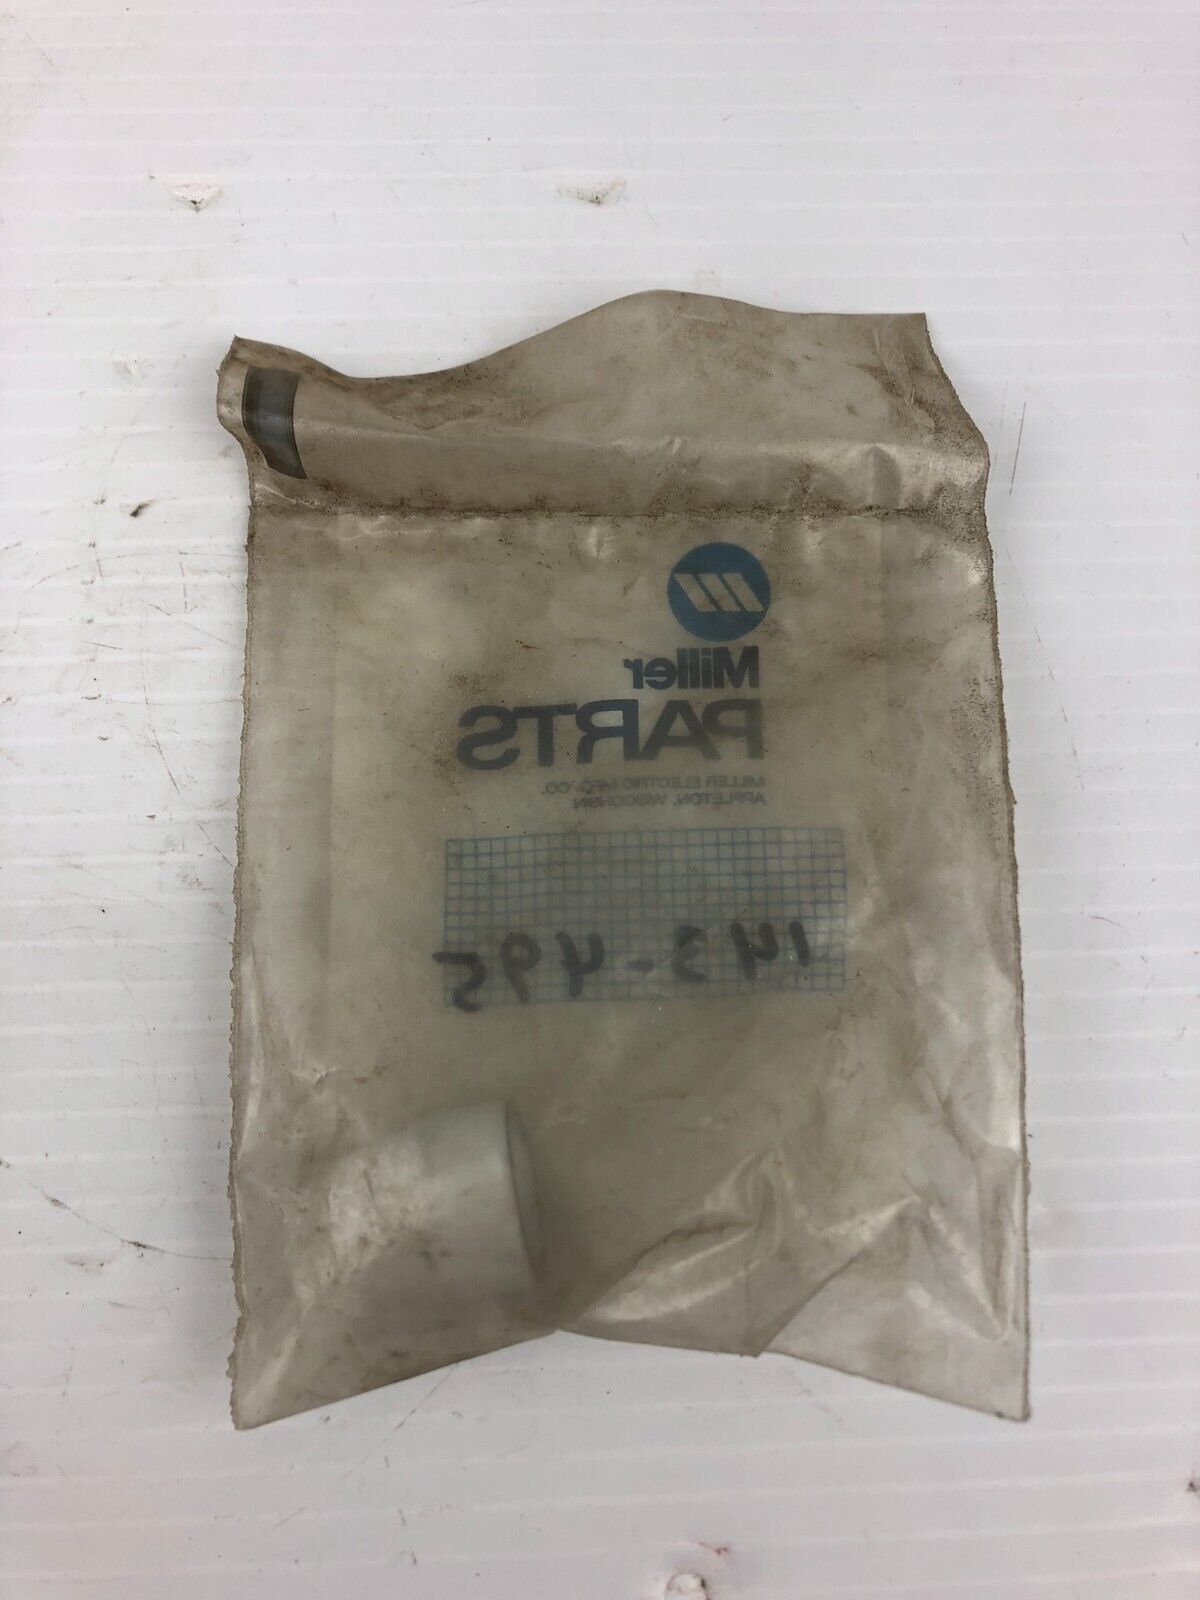 Miller
PARTS
MILLER ELECTRIC MFG. CO.
APPLETON, WISCONSIN
143-495